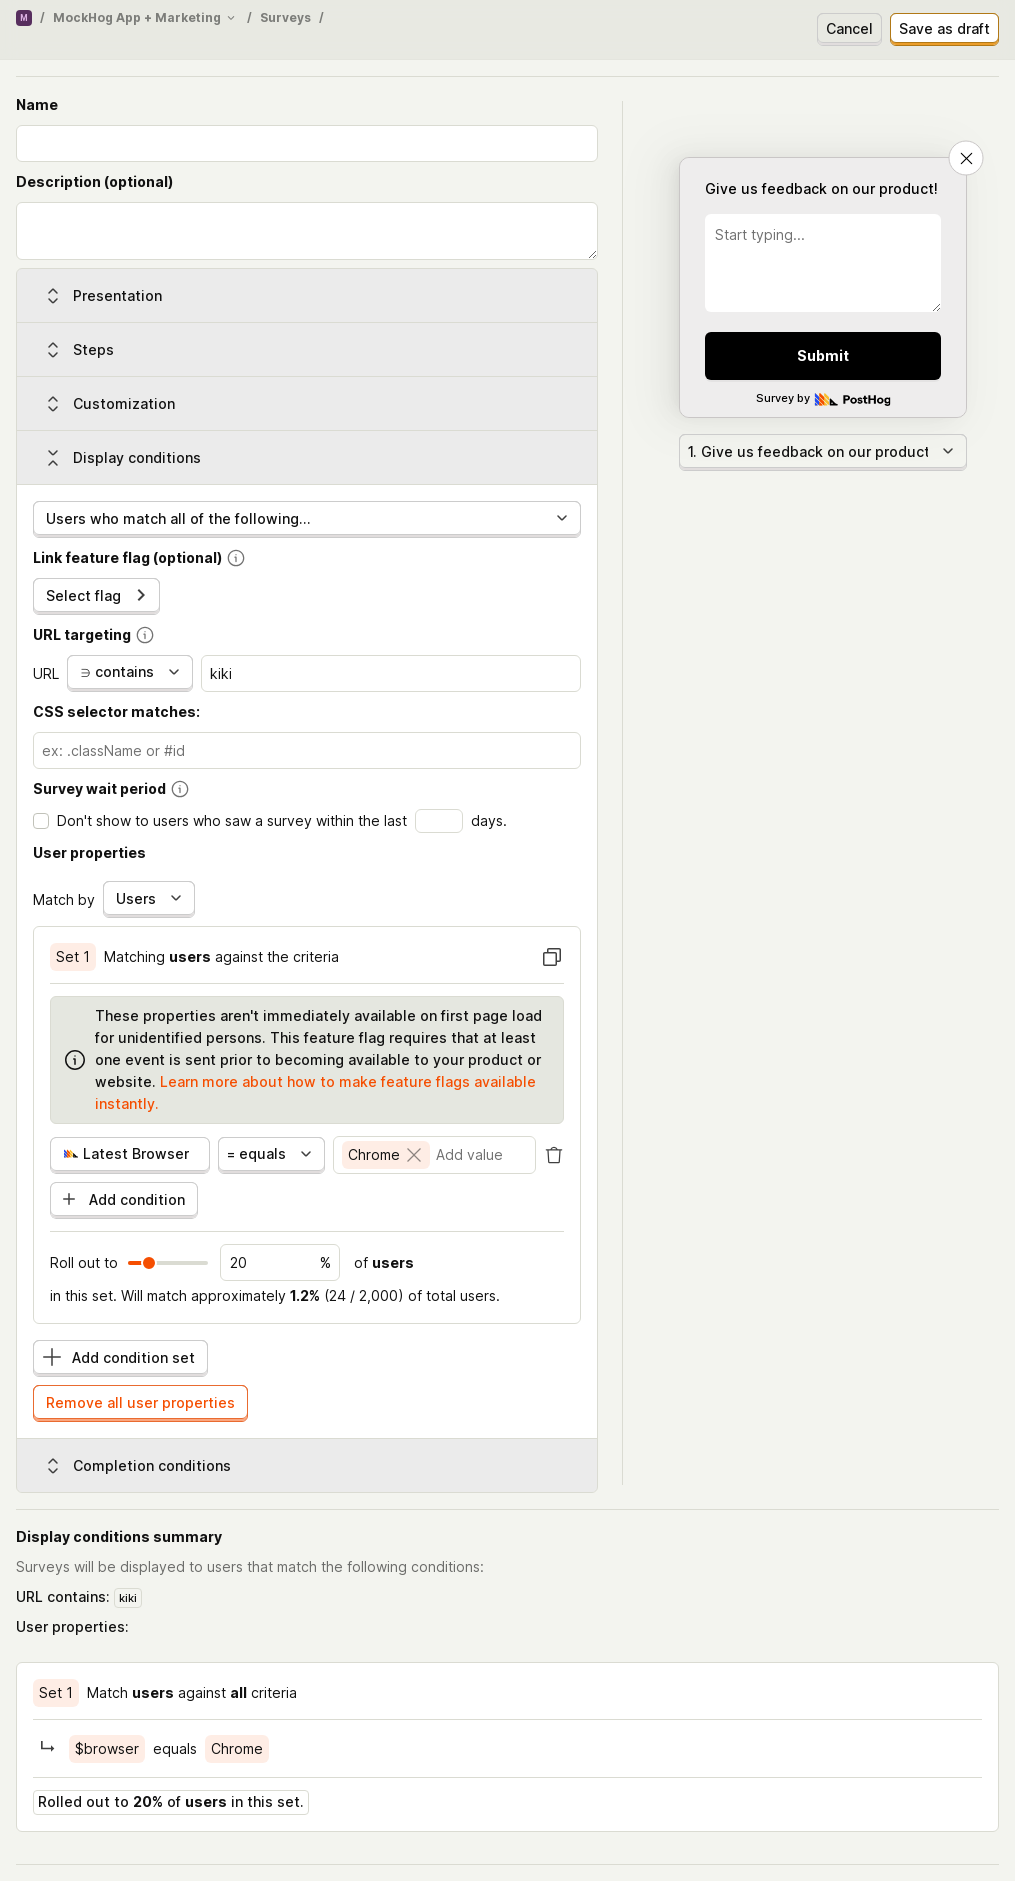 M / MockHog App + Marketing / Surveys /
Cancel
Save as draft
Name
Description (optional)
Presentation
Steps
Customization
Display conditions
Users who match all of the following...
Link feature flag (optional)
Select flag
URL targeting
URL ∋ contains kiki
CSS selector matches:
ex: .className or #id
Survey wait period
Don't show to users who saw a survey within the last days.
User properties
Match by Users
Set 1 Matching users against the criteria
These properties aren't immediately available on first page load
for unidentified persons. This feature flag requires that at least
one event is sent prior to becoming available to your product or
website. Learn more about how to make feature flags available
instantly.
Latest Browser = equals Chrome Add value
Add condition
Roll out to 20 % of users
in this set. Will match approximately 1.2% (24 / 2,000) of total users.
Add condition set
Remove all user properties
Completion conditions
Give us feedback on our product!
Start typing...
Submit
Survey by PostHog
1. Give us feedback on our product
Display conditions summary
Surveys will be displayed to users that match the following conditions:
URL contains: kiki
User properties:
Set 1 Match users against all criteria
$browser equals Chrome
Rolled out to 20% of users in this set.